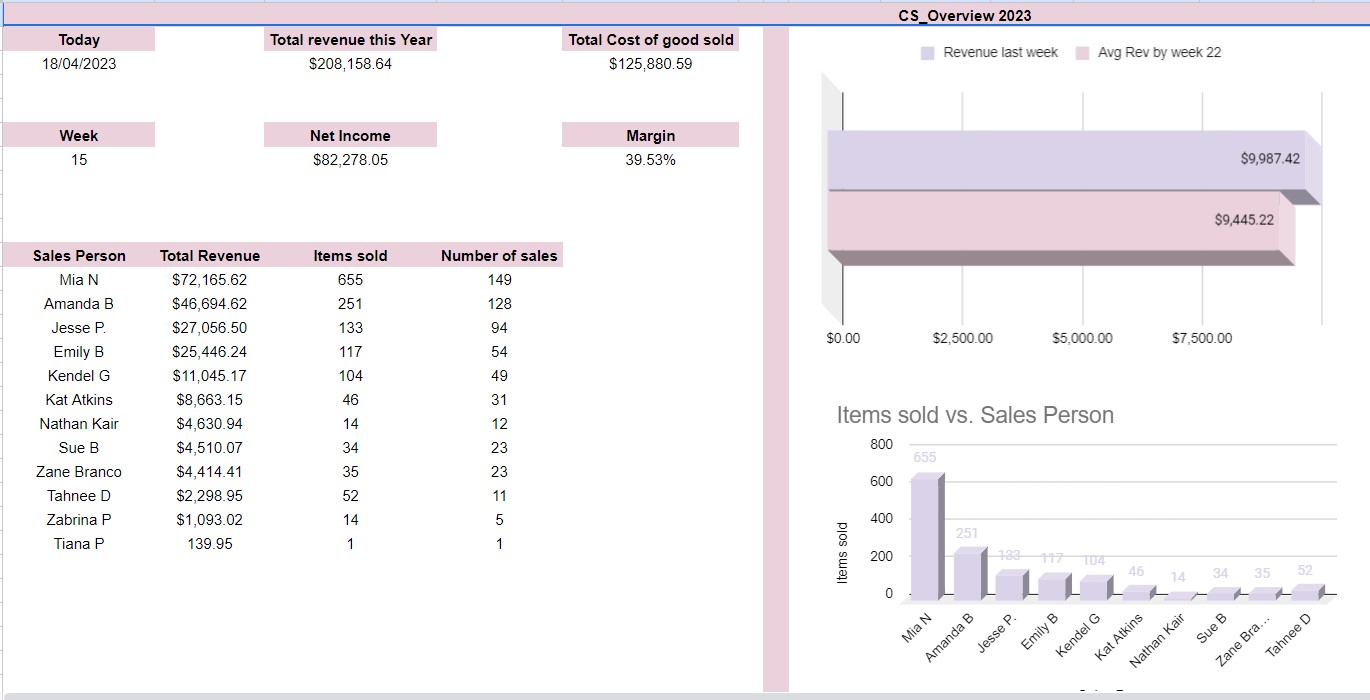 CS_Overview 2023
Today Total revenue this Year Total Cost of good sold
18/04/2023 $208,158.64 $125,880.59
Week Net Income Margin
15 $82,278.05 39.53%
Sales Person Total Revenue Items sold Number of sales
Mia N $72,165.62 655 149
Amanda B $46,694.62 251 128
Jesse P. $27,056.50 133 94
Emily B $25,446.24 117 54
Kendel G $11,045.17 104 49
Kat Atkins $8,663.15 46 31
Nathan Kair $4,630.94 14 12
Sue B $4,510.07 34 23
Zane Branco $4,414.41 35 23
Tahnee D $2,298.95 52 11
Zabrina P $1,093.02 14 5
Tiana P 139.95 1 1
Revenue last week Avg Rev by week 22
$9,987.42
$9,445.22
$0.00 $2,500.00 $5,000.00 $7,500.00
Items sold vs. Sales Person
Items sold
800
600
400
200
0
655 251 133 117 104 46 14 34 35 52
Mia N Amanda B Jesse P. Emily B Kendel G Kat Atkins Nathan Kair Sue B Zane Bra... Tahnee D